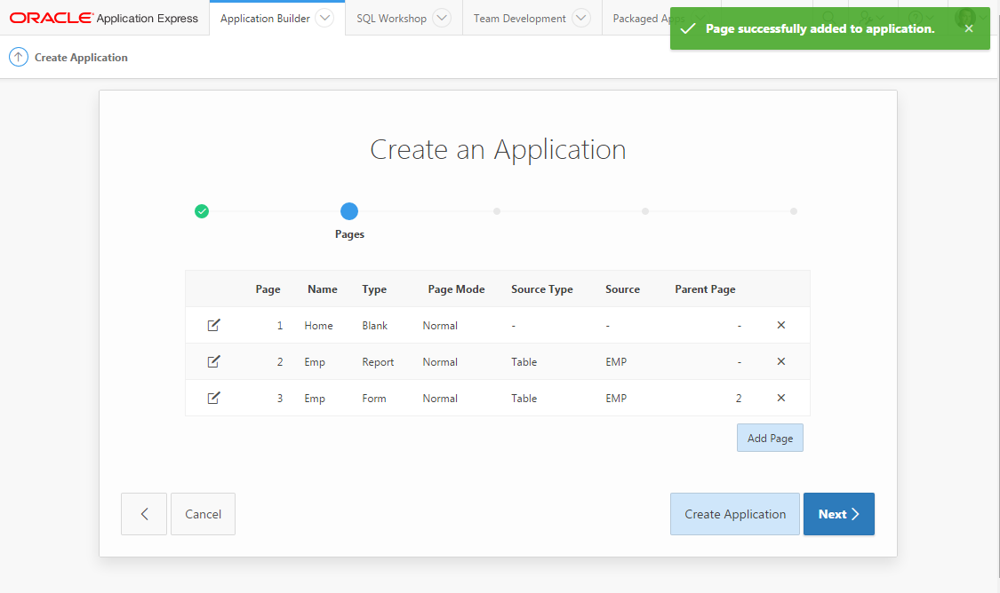 ORACLE Application Express Application Builder SQL Workshop Team Development Packaged Apps
Page successfully added to application.
Create Application
Create an Application
Pages
Page Name Type Page Mode Source Type Source Parent Page
1 Home Blank Normal - - -
2 Emp Report Normal Table EMP -
3 Emp Form Normal Table EMP 2
Add Page
Cancel Create Application Next